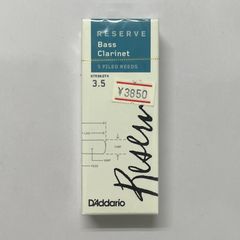 RESERVE
Bass
Clarinet
5 FILED REEDS
STRENGTH
3.5
¥3850
Reserve
D'Addario